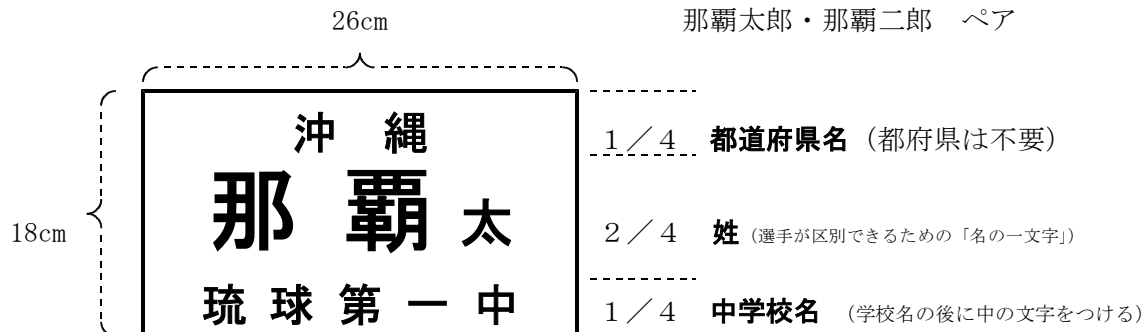 26cm
那覇太郎・那覇二郎　ペア
沖　縄
1／4　都道府県名（都府県は不要）
18cm
那　覇　太
2／4　姓（選手が区別できるための「名の一文字」）
琉 球 第 一 中
1／4　中学校名　（学校名の後に中の文字をつける）